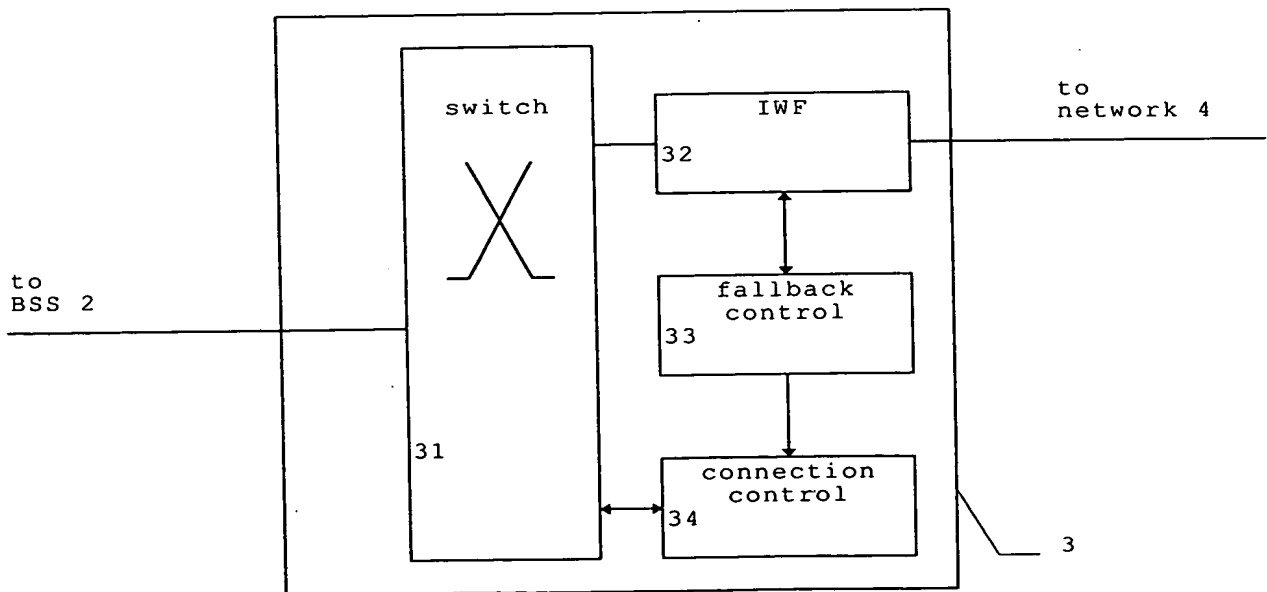 to
network 4
switch
IWF
32
to
BSS 2
fallback
control
33
31
connection
control
34
3